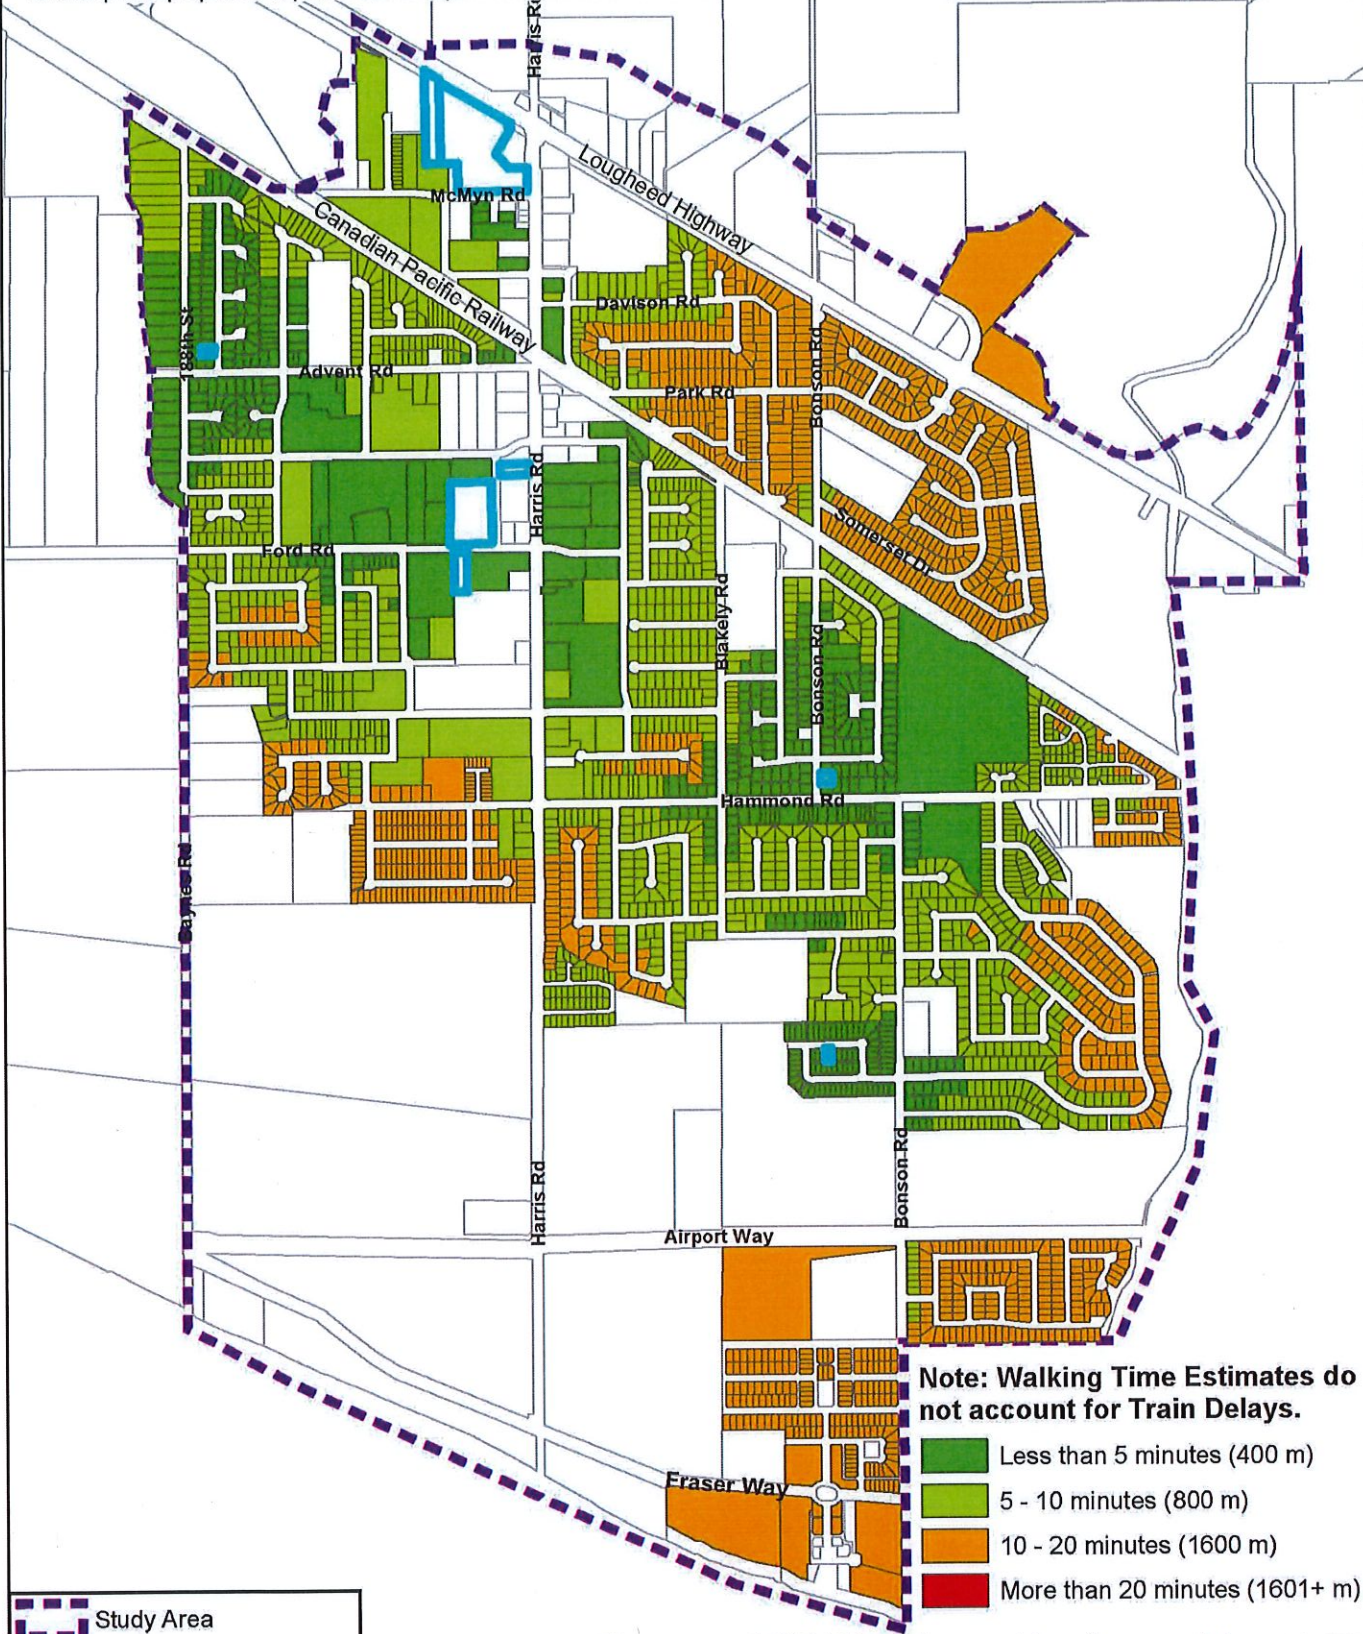 Harris Rd
Lougheed Highway
McMyn Rd
Canadian Pacific Railway
Davison Rd
188th St
Bonson Rd
Advent Rd
Park Rd
Harris Rd
Somerset Dr
Ford Rd
Blakely Rd
Bonson Rd
Hammond Rd
Baynes Rd
Bonson Rd
Harris Rd
Airport Way
Fraser Way
Note: Walking Time Estimates do
not account for Train Delays.
Less than 5 minutes (400 m)
5 - 10 minutes (800 m)
10 - 20 minutes (1600 m)
More than 20 minutes (1601+ m)
Study Area